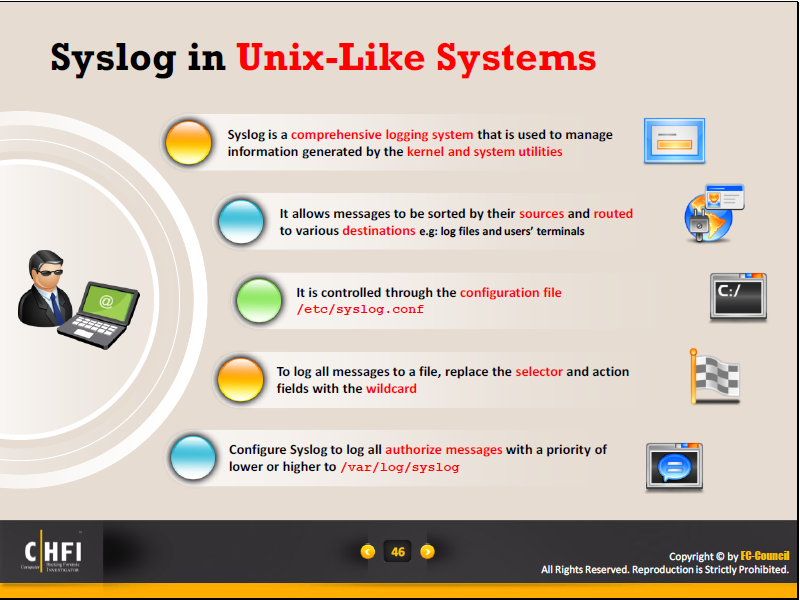 Syslog in Unix-Like Systems
Syslog is a comprehensive logging system that is used to manage
information generated by the kernel and system utilities
It allows messages to be sorted by their sources and routed
to various destinations e.g: log files and users' terminals
@
It is controlled through the configuration file
/etc/syslog.conf
C:/
To log all messages to a file, replace the selector and action
fields with the wildcard
Configure Syslog to log all authorize messages with a priority of
lower or higher to /var/log/syslog
CHFI
Computer Hacking Forensic
INVESTIGATOR
46
Copyright © by EC-Council
All Rights Reserved. Reproduction is Strictly Prohibited.